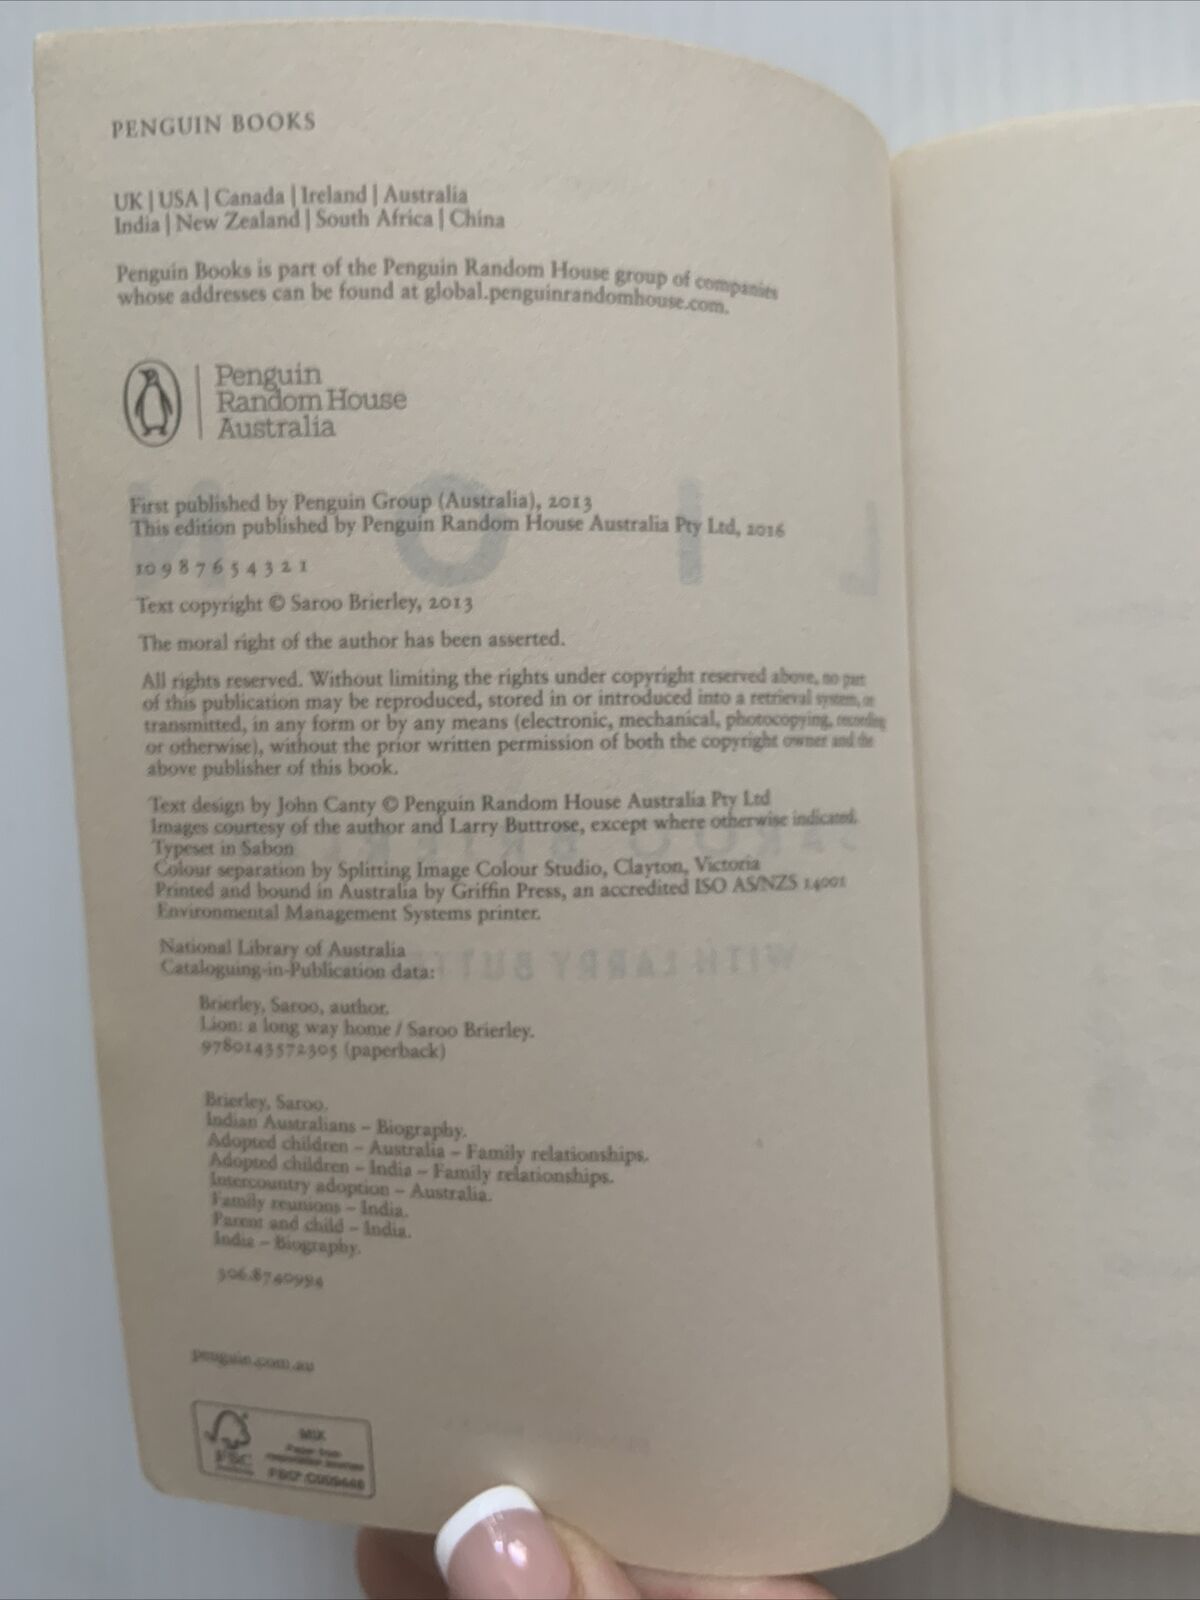 PENGUIN BOOKS
UK | USA | Canada | Ireland | Australia
India | New Zealand | South Africa | China
Penguin Books is part of the Penguin Random House group of companies
whose addresses can be found at global.penguinrandomhouse.com.
Penguin
Random House
Australia
First published by Penguin Group (Australia), 2013
This edition published by Penguin Random House Australia Pty Ltd, 2016
10 9 8 7 6 5 4 3 2 1
Text copyright © Saroo Brierley, 2013
The moral right of the author has been asserted.
All rights reserved. Without limiting the rights under copyright reserved above, no part
of this publication may be reproduced, stored in or introduced into a retrieval system, or
transmitted, in any form or by any means (electronic, mechanical, photocopying, recording
or otherwise), without the prior written permission of both the copyright owner and the
above publisher of this book.
Text design by John Canty © Penguin Random House Australia Pty Ltd
Images courtesy of the author and Larry Buttrose, except where otherwise indicated.
Typeset in Sabon
Colour separation by Splitting Image Colour Studio, Clayton, Victoria
Printed and bound in Australia by Griffin Press, an accredited ISO AS/NZS 14001
Environmental Management Systems printer.
National Library of Australia
Cataloguing-in-Publication data:
Brierley, Saroo, author.
Lion: a long way home / Saroo Brierley.
9780143572305 (paperback)
Brierley, Saroo.
Indian Australians – Biography.
Adopted children – Australia – Family relationships.
Adopted children – India – Family relationships.
Intercountry adoption – Australia.
Family reunions – India.
Parent and child – India.
India – Biography.
306.8740994
penguin.com.au
FSC
MIX
Paper from
responsible sources
FSC® C009448